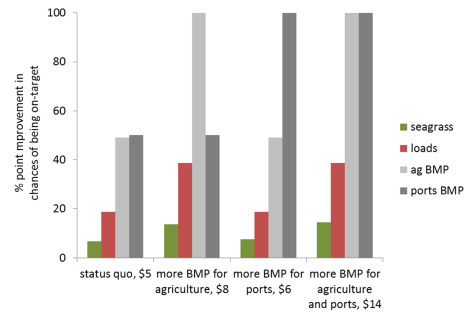 % point mprovement in
chances of being on-target
100
80
60
40
20
0
seagrass
loads
ag BMP
ports BMP
status quo, $5
more BMP for
agriculture, $8
more BMP for
ports, $6
more BMP for
agriculture
and ports, $14